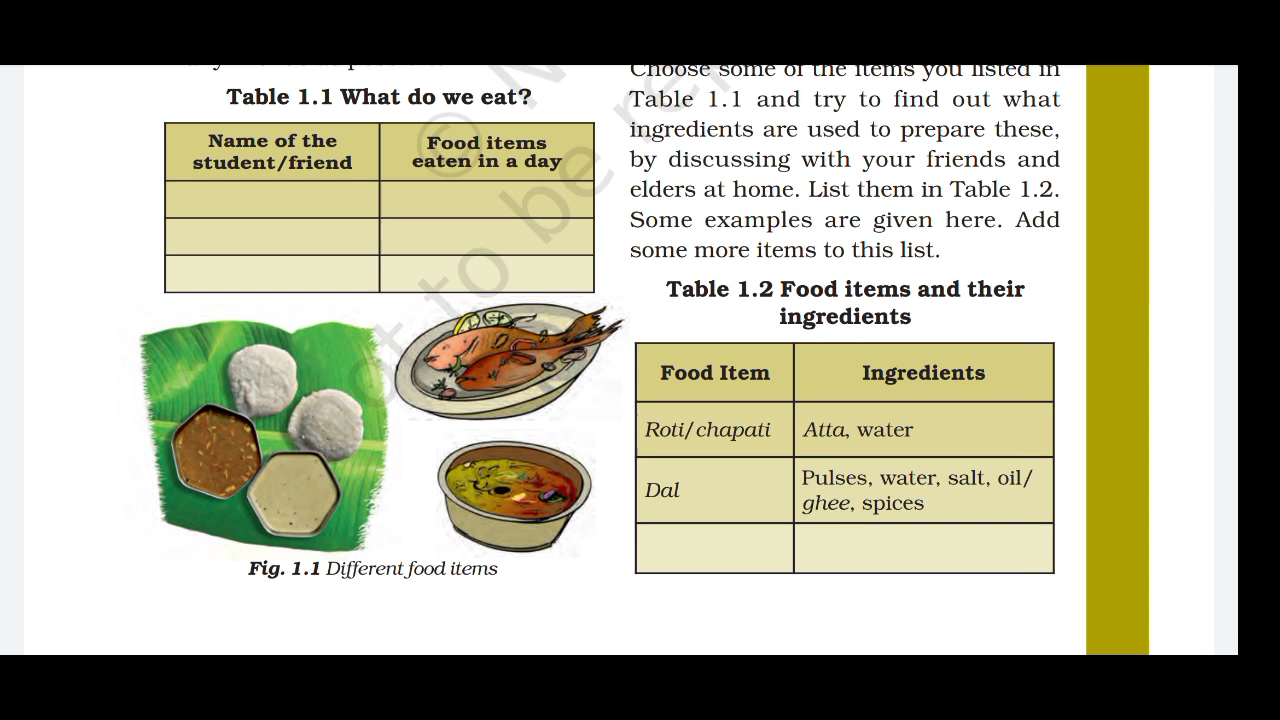 Table 1.1 What do we eat?
Name of the
student/friend
Food items
eaten in a day
Fig. 1.1 Different food items
Choose some of the items you listed in
Table 1.1 and try to find out what
ingredients are used to prepare these,
by discussing with your friends and
elders at home. List them in Table 1.2.
Some examples are given here. Add
some more items to this list.
Table 1.2 Food items and their
ingredients
Food Item
Ingredients
Roti/chapati
Atta, water
Dal
Pulses, water, salt, oil/
ghee, spices
to be